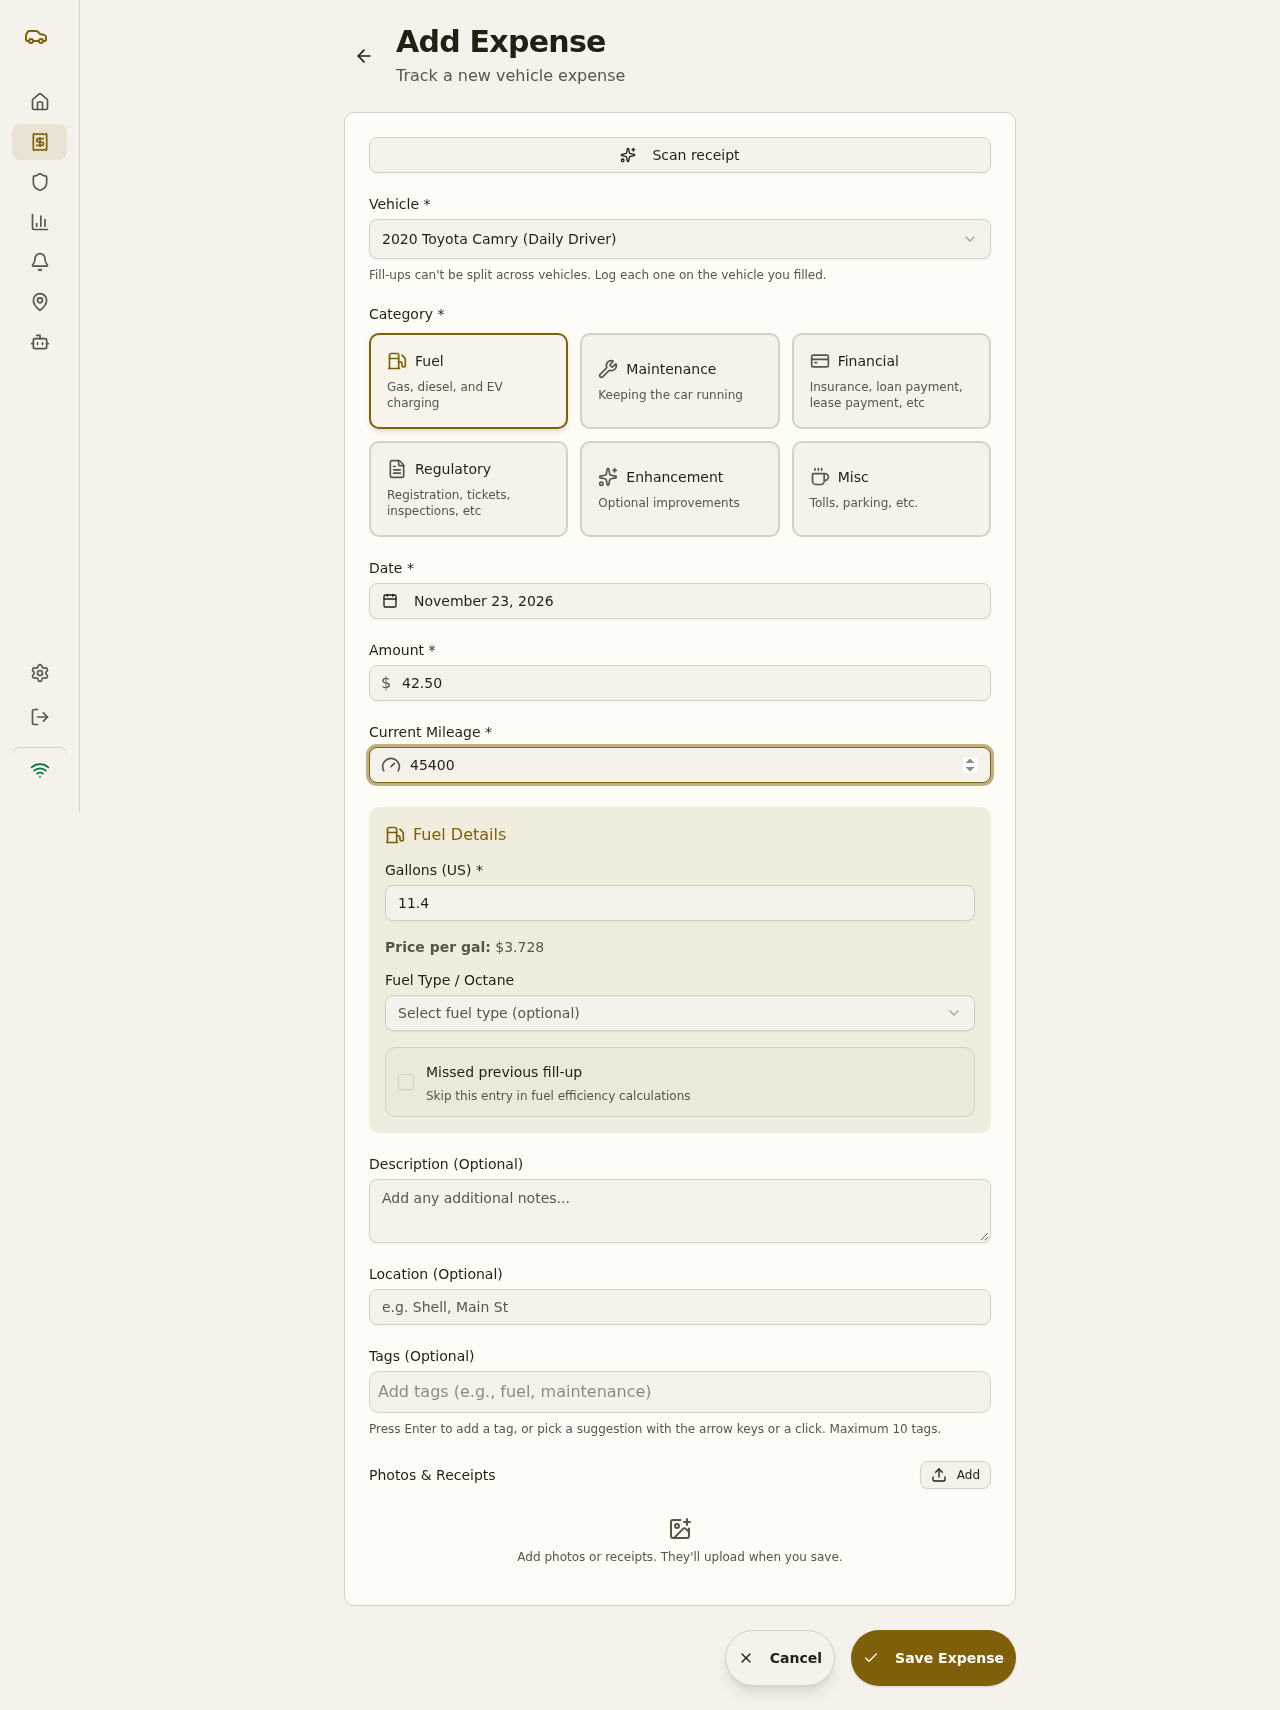 Add Expense
Track a new vehicle expense
Scan receipt
Vehicle *
2020 Toyota Camry (Daily Driver)
Fill-ups can't be split across vehicles. Log each one on the vehicle you filled.
Category *
Fuel
Gas, diesel, and EV
charging
Maintenance
Keeping the car running
Financial
Insurance, loan payment,
lease payment, etc
Regulatory
Registration, tickets,
inspections, etc
Enhancement
Optional improvements
Misc
Tolls, parking, etc.
Date *
November 23, 2026
Amount *
$ 42.50
Current Mileage *
45400
Fuel Details
Gallons (US) *
11.4
Price per gal: $3.728
Fuel Type / Octane
Select fuel type (optional)
Missed previous fill-up
Skip this entry in fuel efficiency calculations
Description (Optional)
Add any additional notes...
Location (Optional)
e.g. Shell, Main St
Tags (Optional)
Add tags (e.g., fuel, maintenance)
Press Enter to add a tag, or pick a suggestion with the arrow keys or a click. Maximum 10 tags.
Photos & Receipts
Add
Add photos or receipts. They'll upload when you save.
Cancel
Save Expense